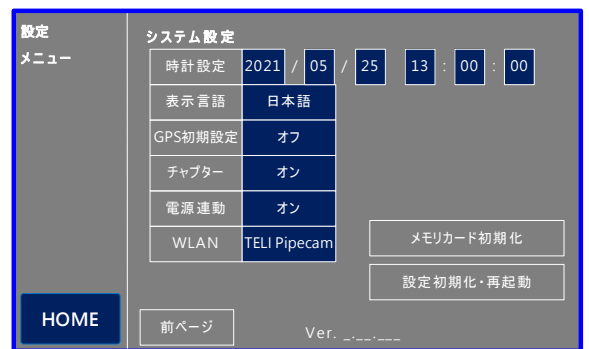 設定
メニュー
システム設定
時計設定 2021 / 05 / 25 13 : 00 : 00
表示言語 日本語
GPS初期設定 オフ
チャプター オン
電源連動 オン
WLAN TELI Pipecam
メモリカード初期化
設定初期化・再起動
HOME
前ページ
Ver. _.__.___